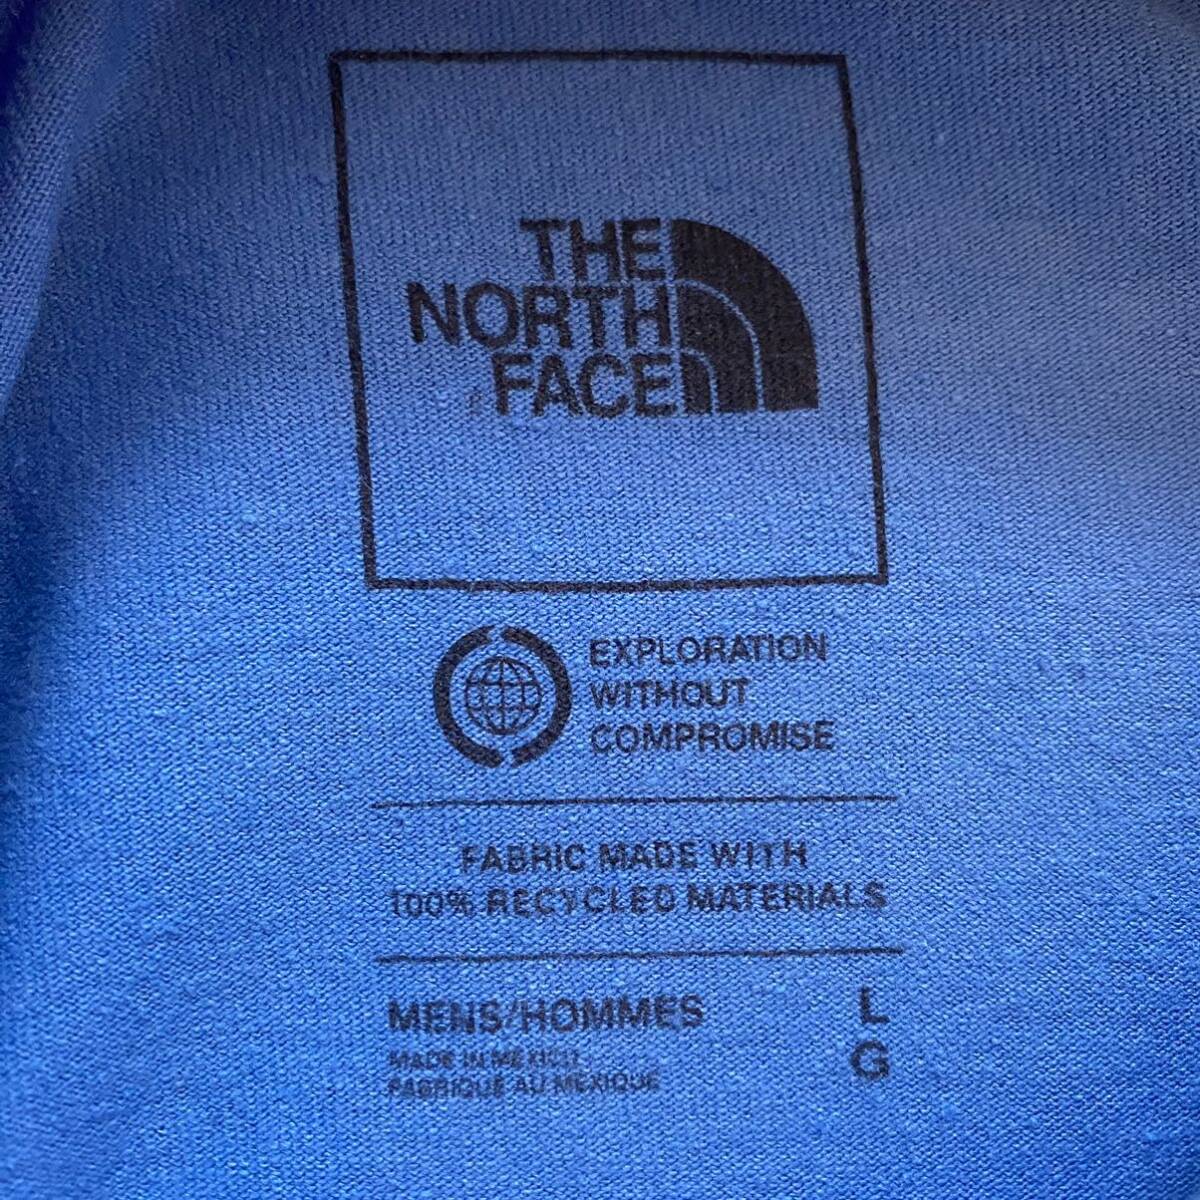 THE
NORTH
FACE
EXPLORATION
WITHOUT
COMPROMISE
FABRIC MADE WITH
100% RECYCLED MATERIALS
MENS/HOMMES L
G
MADE IN MEXICO
FABRIQUÉ AU MEXIQUE